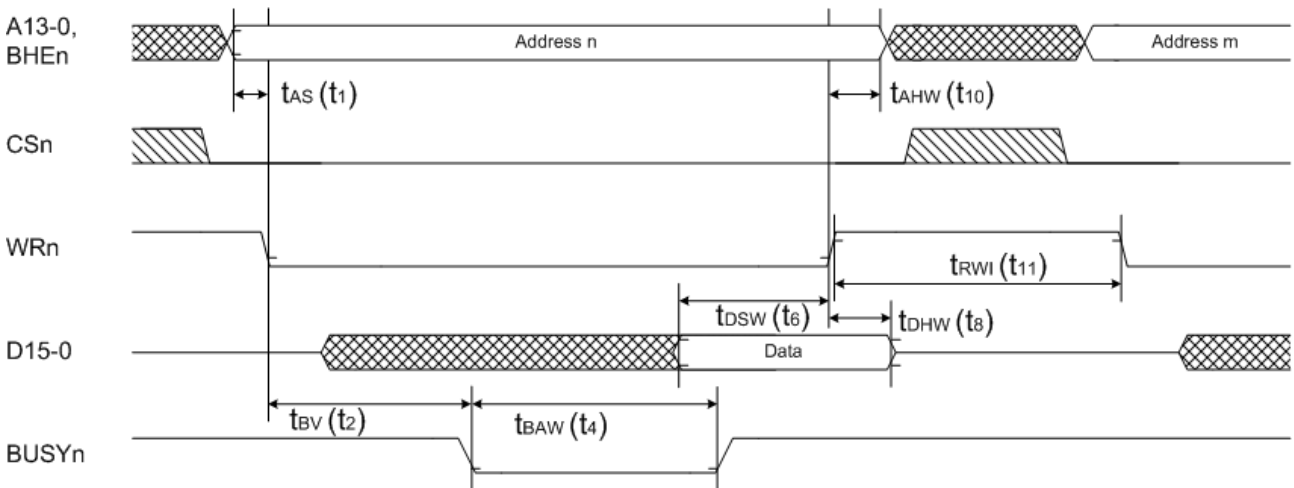 A13-0,
BHEn
Address n
Address m
tAS (t1)
tAHW (t10)
CSn
WRn
tRWI (t11)
tDSW (t6)
tDHW (t8)
D15-0
Data
tBV (t2)
tBAW (t4)
BUSYn